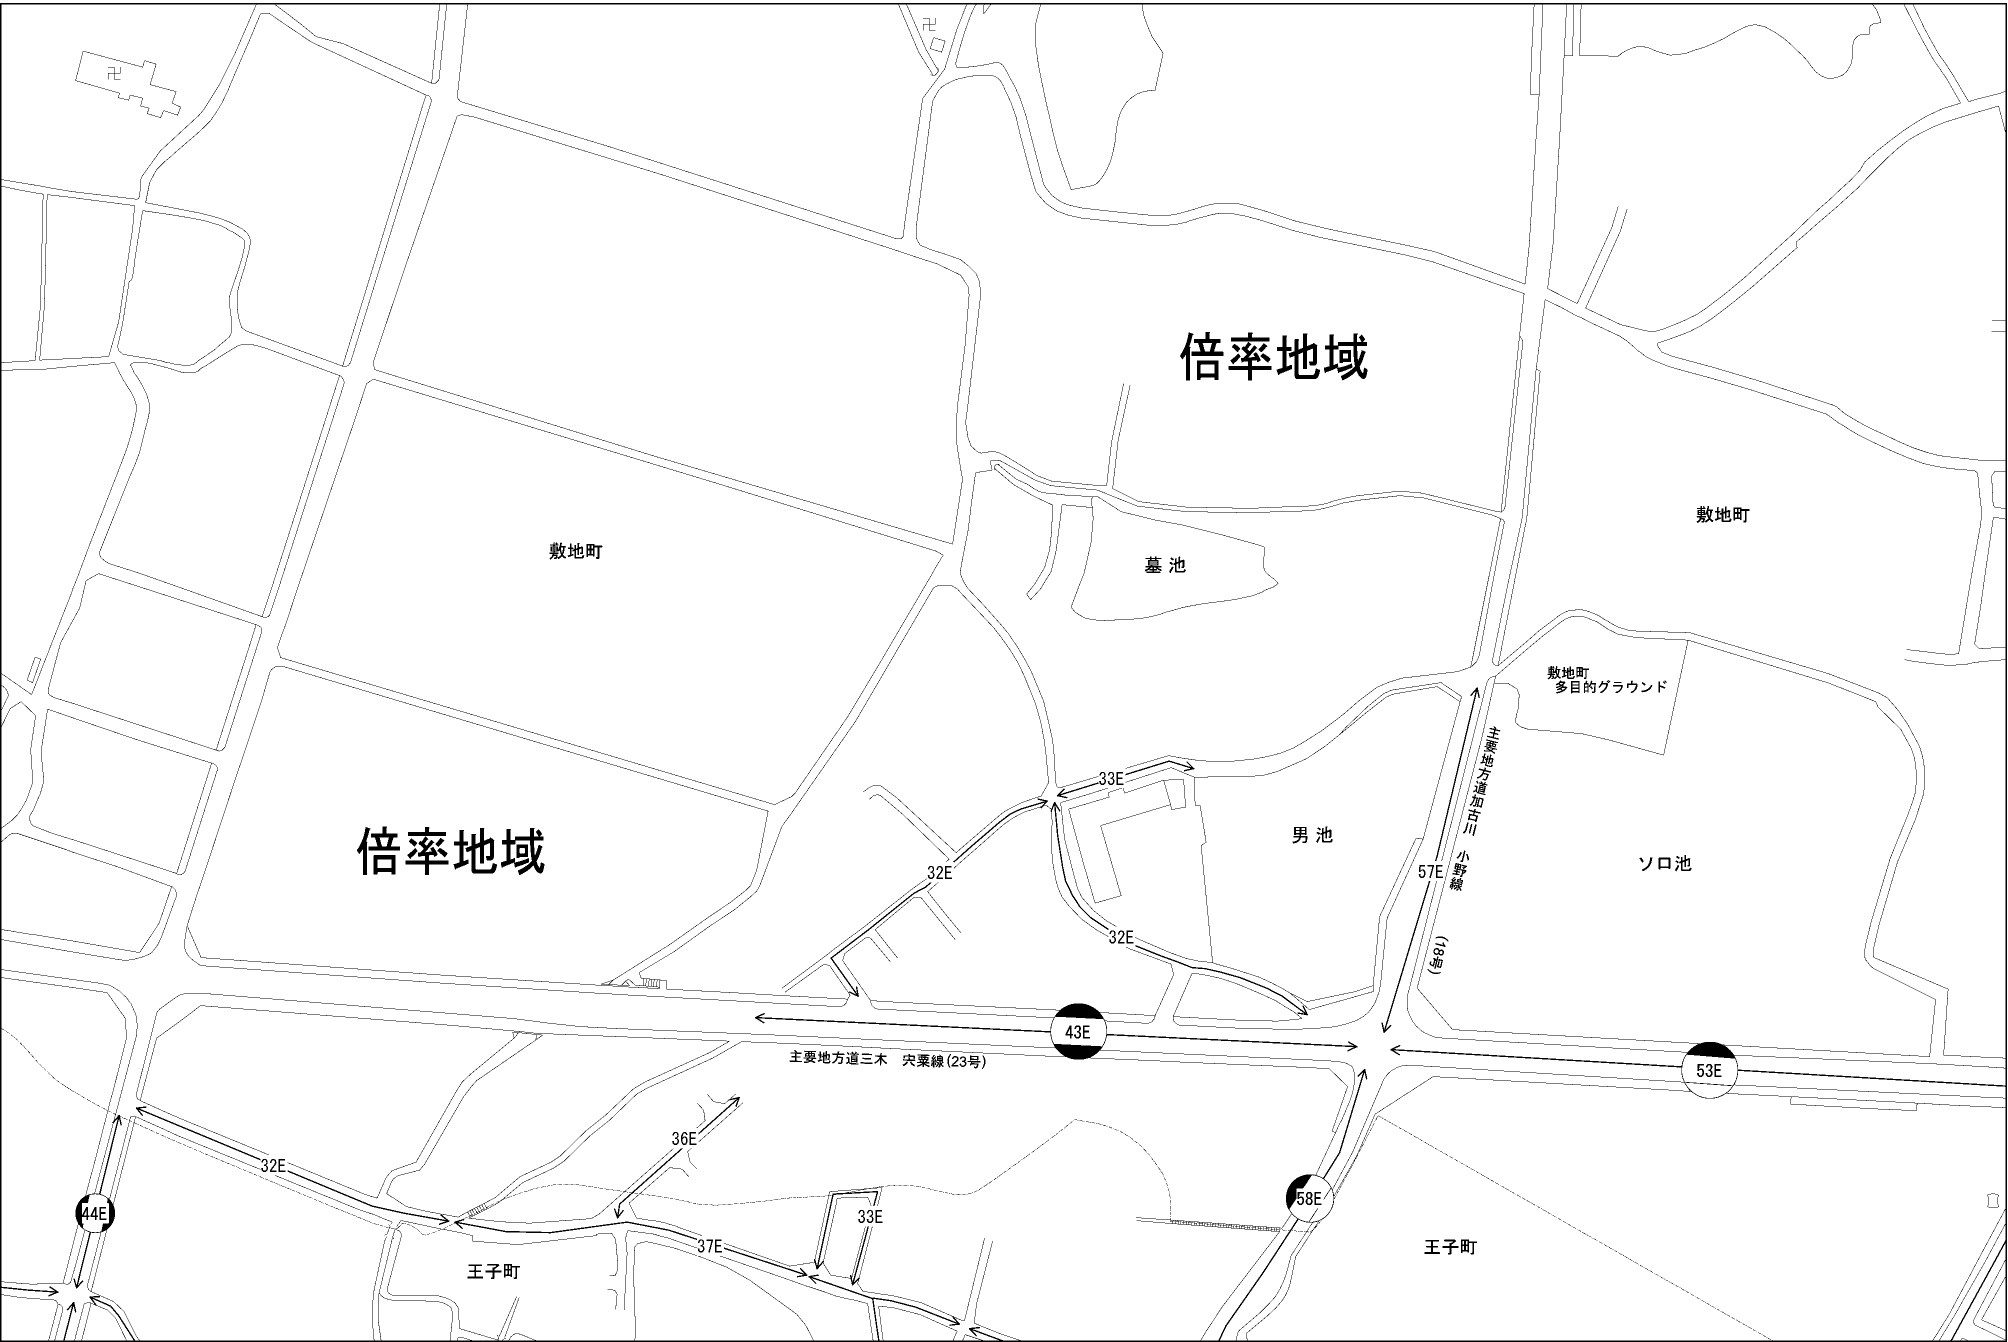 倍率地域
敷地町
敷地町
墓池
敷地町
多目的グラウンド
主要地方道加古川　小野線　(18号)
33E
男池
倍率地域
32E
57E
ソロ池
32E
43E
主要地方道三木　宍粟線(23号)
53E
36E
32E
44E
58E
33E
37E
王子町
王子町